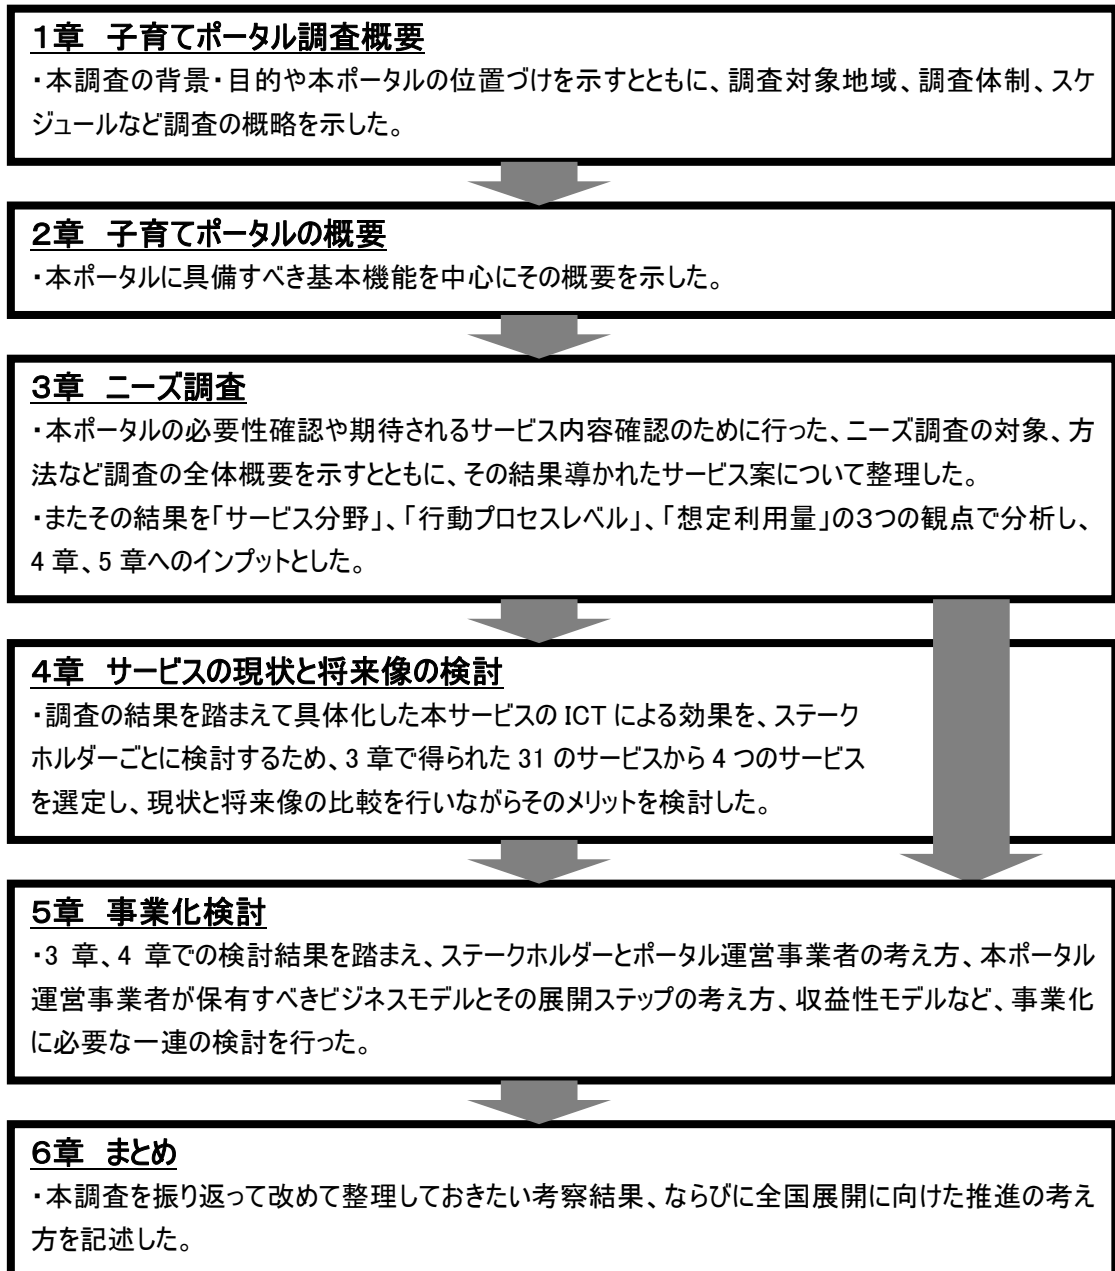 1章 子育てポータル調査概要
・本調査の背景・目的や本ポータルの位置づけを示すとともに、調査対象地域、調査体制、スケ
ジュールなど調査の概略を示した。
2章 子育てポータルの概要
・本ポータルに具備すべき基本機能を中心にその概要を示した。
3章 ニーズ調査
・本ポータルの必要性確認や期待されるサービス内容確認のために行った、ニーズ調査の対象、方
法など調査の全体概要を示すとともに、その結果導かれたサービス案について整理した。
・またその結果を「サービス分野」、「行動プロセスレベル」、「想定利用量」の3つの観点で分析し、
4 章、5 章へのインプットとした。
4章 サービスの現状と将来像の検討
・調査の結果を踏まえて具体化した本サービスの ICT による効果を、ステーク
ホルダーごとに検討するため、3 章で得られた 31 のサービスから 4 つのサービス
を選定し、現状と将来像の比較を行いながらそのメリットを検討した。
5章 事業化検討
・3 章、4 章での検討結果を踏まえ、ステークホルダーとポータル運営事業者の考え方、本ポータル
運営事業者が保有すべきビジネスモデルとその展開ステップの考え方、収益性モデルなど、事業化
に必要な一連の検討を行った。
6章 まとめ
・本調査を振り返って改めて整理しておきたい考察結果、ならびに全国展開に向けた推進の考え
方を記述した。